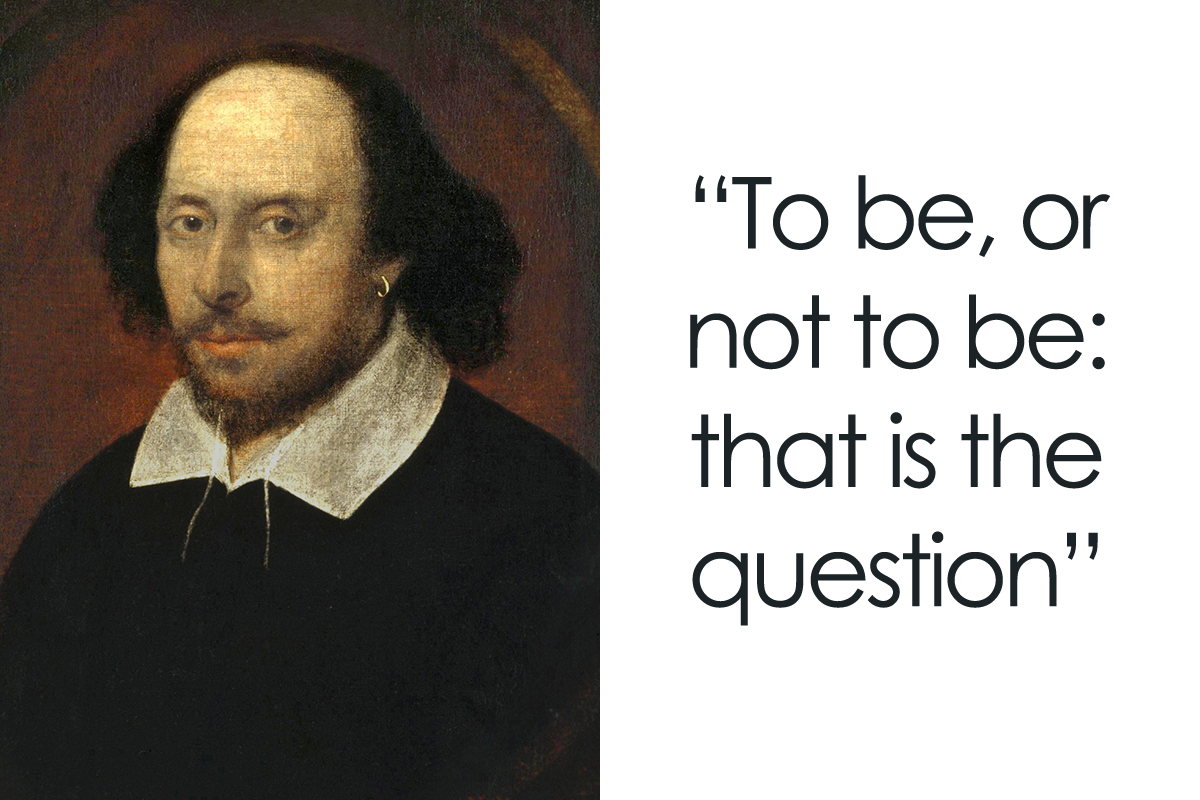 “To be, or
not to be:
that is the
question”